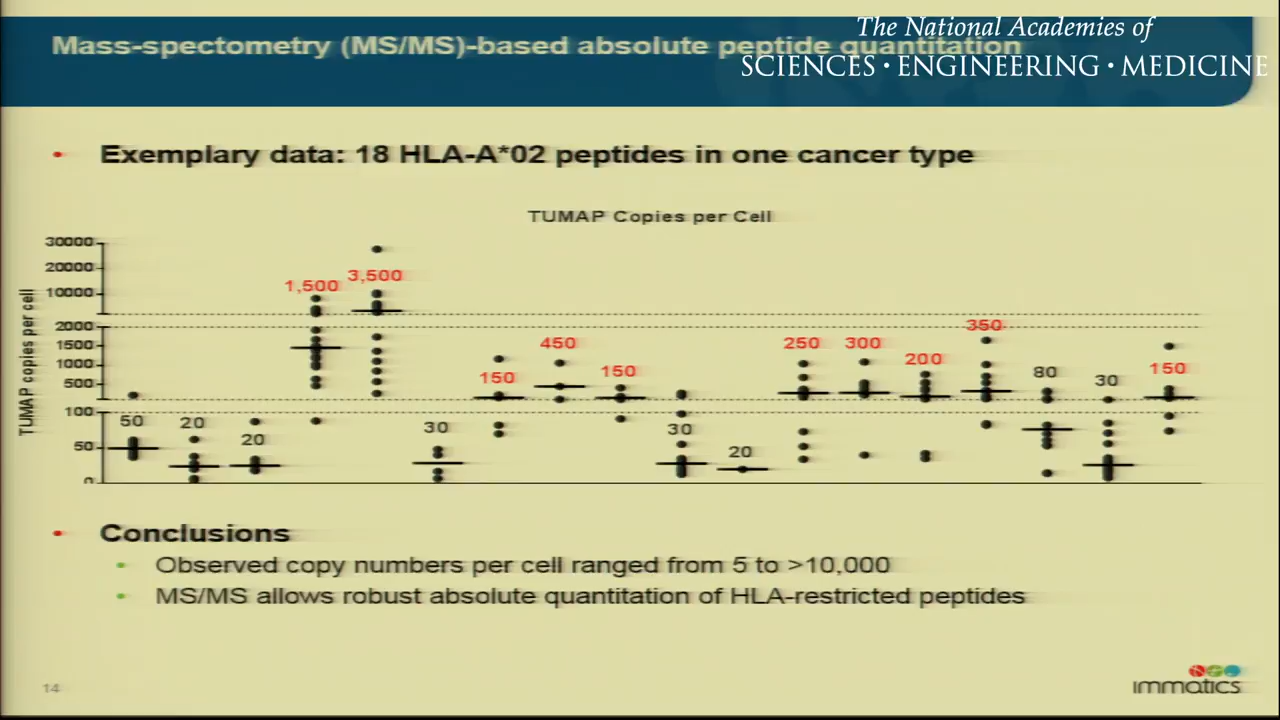 The National Academies of
SCIENCES · ENGINEERING · MEDICINE
Mass-spectometry (MS/MS)-based absolute peptide quantitation
• Exemplary data: 18 HLA-A*02 peptides in one cancer type
TUMAP Copies per Cell
TUMAP copies per cell
30000
20000
10000
2000
1500
1000
500
100
50
0
50
20
20
1,500
3,500
30
150
450
150
30
20
250
300
200
350
80
30
150
• Conclusions
• Observed copy numbers per cell ranged from 5 to >10,000
• MS/MS allows robust absolute quantitation of HLA-restricted peptides
14
immatics